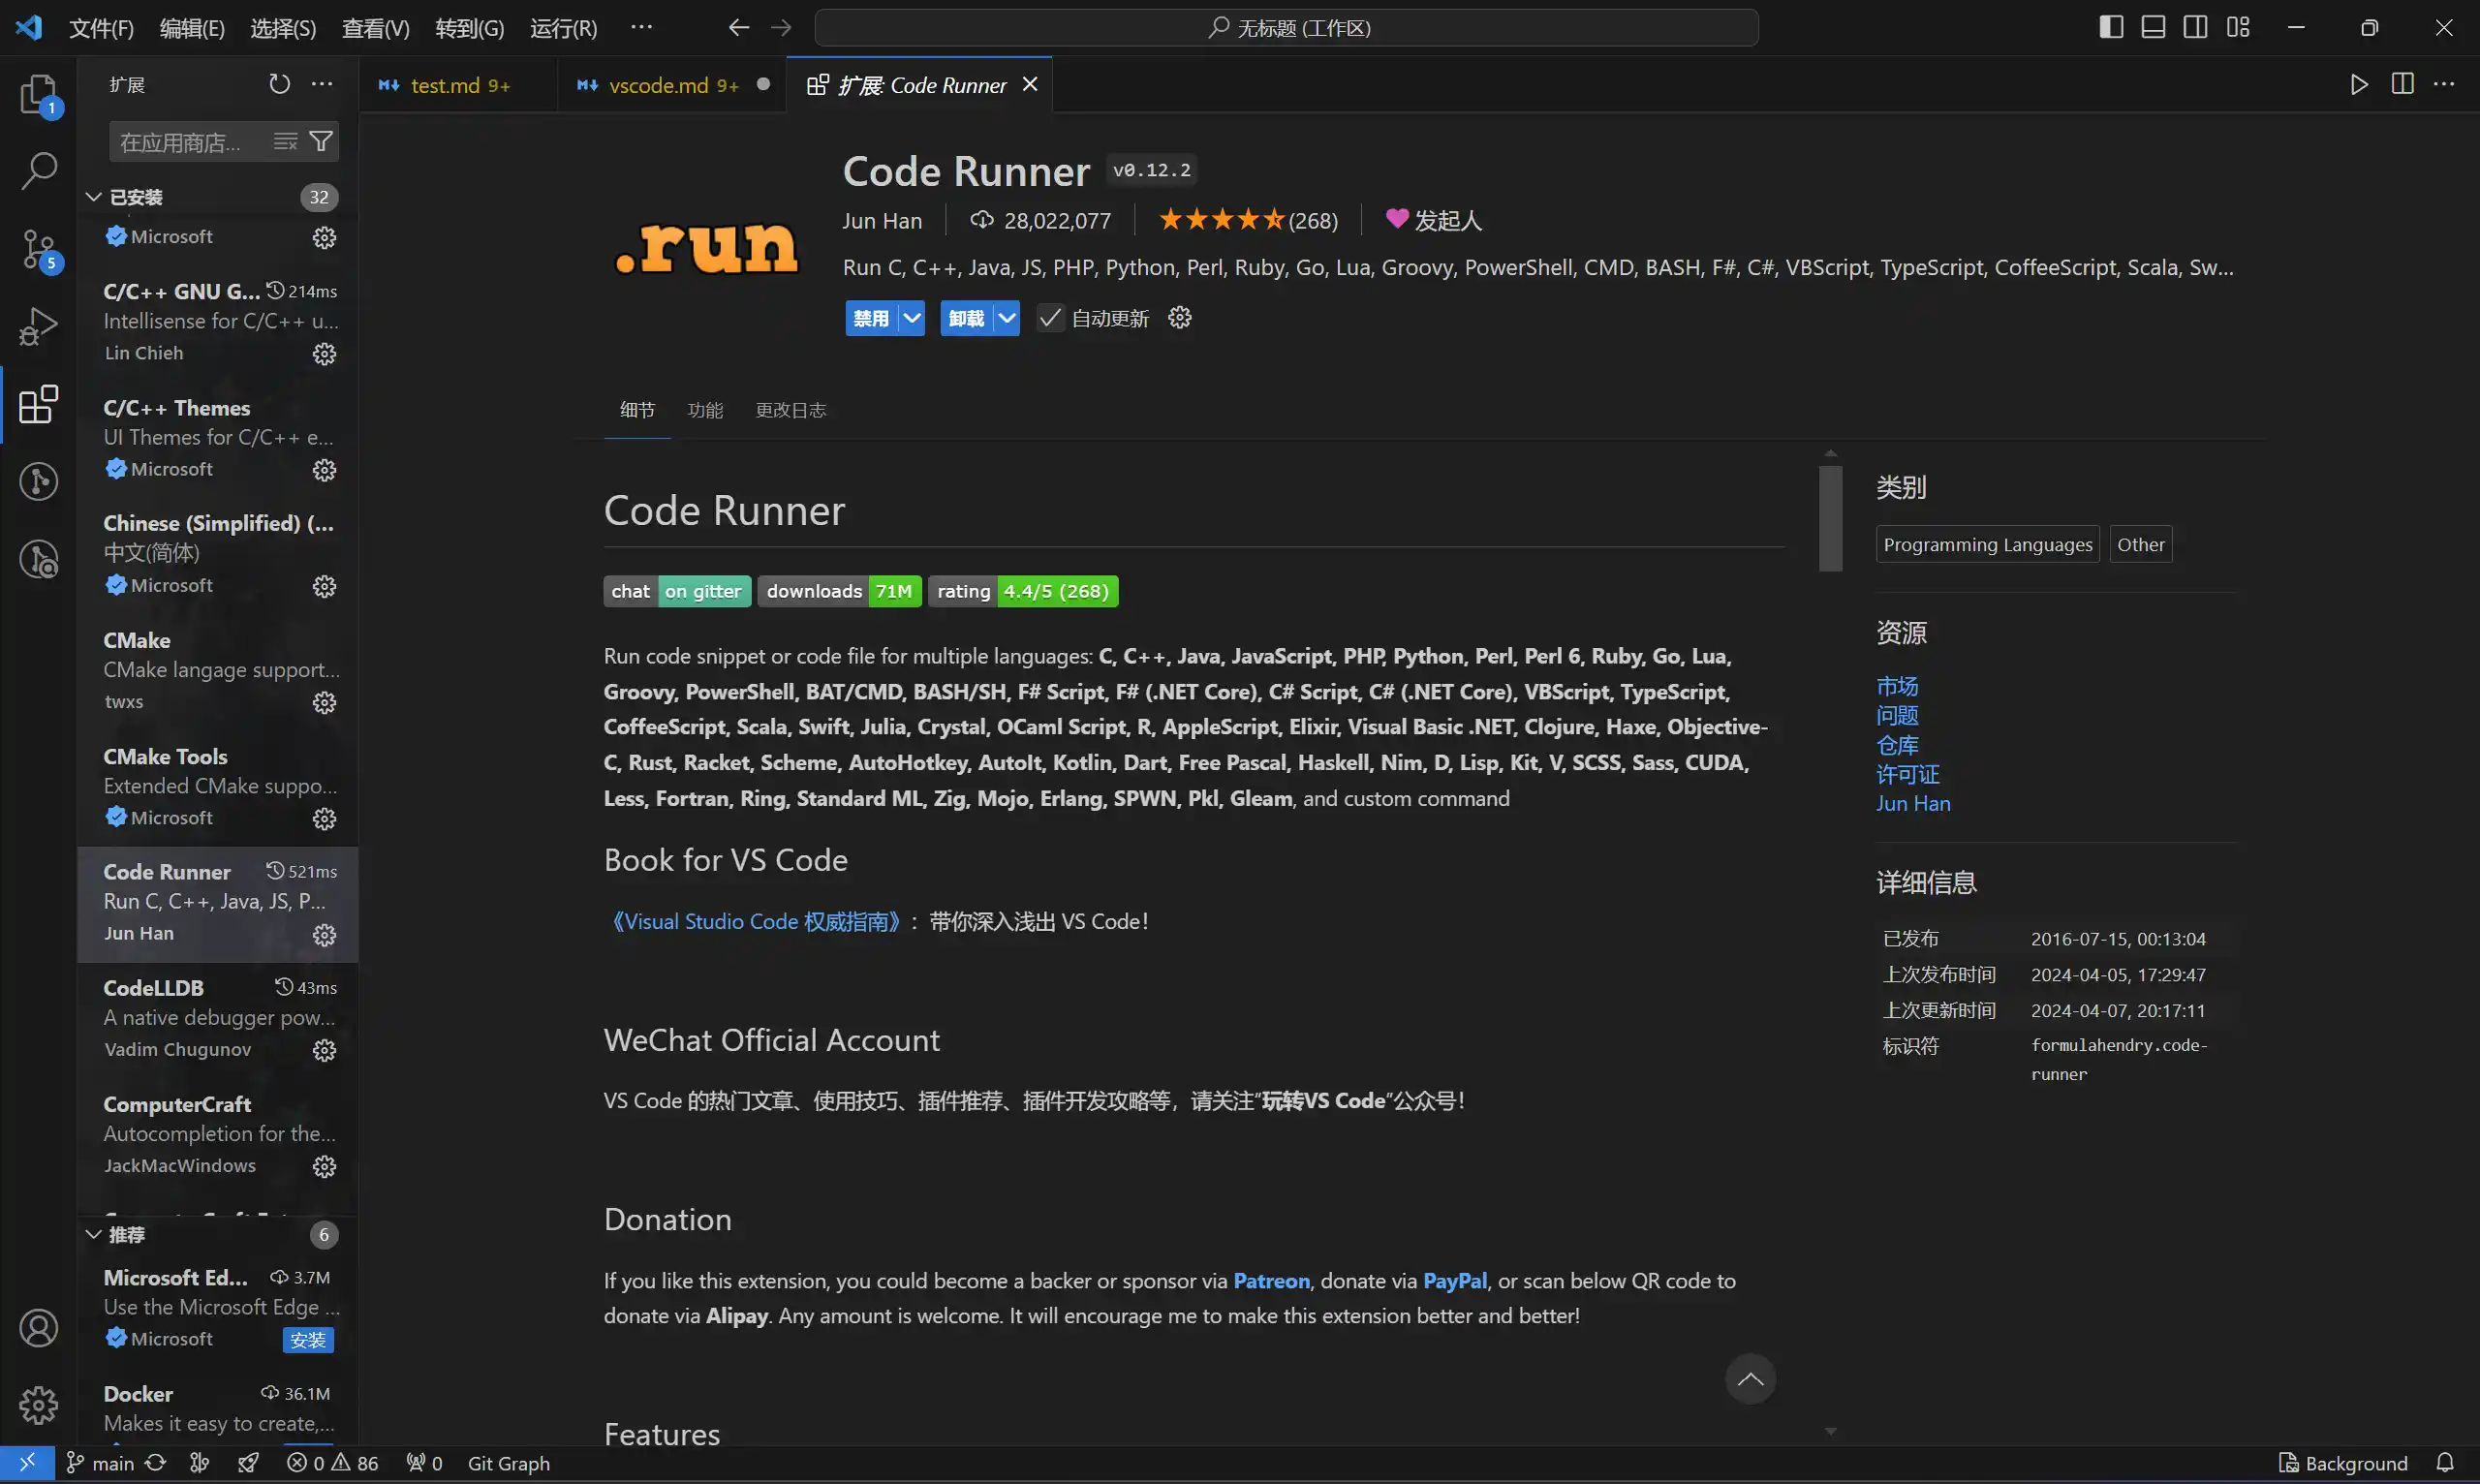 文件(F) 编辑(E) 选择(S) 查看(V) 转到(G) 运行(R) ··· 无标题 (工作区)
扩展
test.md 9+
vscode.md 9+
扩展: Code Runner
在应用商店...
已安装 32
Microsoft
C/C++ GNU G... 214ms
Intellisense for C/C++ u...
Lin Chieh
C/C++ Themes
UI Themes for C/C++ e...
Microsoft
Chinese (Simplified) (...
中文(简体)
Microsoft
CMake
CMake langage support...
twxs
CMake Tools
Extended CMake suppo...
Microsoft
Code Runner 521ms
Run C, C++, Java, JS, P...
Jun Han
CodeLLDB 43ms
A native debugger pow...
Vadim Chugunov
ComputerCraft
Autocompletion for the...
JackMacWindows
推荐 6
Microsoft Ed... 3.7M
Use the Microsoft Edge ...
Microsoft 安装
Docker 36.1M
Makes it easy to create,...
1
5
.run
Code Runner v0.12.2
Jun Han 28,022,077 (268) 发起人
Run C, C++, Java, JS, PHP, Python, Perl, Ruby, Go, Lua, Groovy, PowerShell, CMD, BASH, F#, C#, VBScript, TypeScript, CoffeeScript, Scala, Sw...
禁用 卸载 自动更新
细节 功能 更改日志
Code Runner
chat on gitter downloads 71M rating 4.4/5 (268)
Run code snippet or code file for multiple languages: C, C++, Java, JavaScript, PHP, Python, Perl, Perl 6, Ruby, Go, Lua,
Groovy, PowerShell, BAT/CMD, BASH/SH, F# Script, F# (.NET Core), C# Script, C# (.NET Core), VBScript, TypeScript,
CoffeeScript, Scala, Swift, Julia, Crystal, OCaml Script, R, AppleScript, Elixir, Visual Basic .NET, Clojure, Haxe, Objective-
C, Rust, Racket, Scheme, AutoHotkey, AutoIt, Kotlin, Dart, Free Pascal, Haskell, Nim, D, Lisp, Kit, V, SCSS, Sass, CUDA,
Less, Fortran, Ring, Standard ML, Zig, Mojo, Erlang, SPWN, Pkl, Gleam, and custom command
Book for VS Code
《Visual Studio Code 权威指南》：带你深入浅出 VS Code！
WeChat Official Account
VS Code 的热门文章、使用技巧、插件推荐、插件开发攻略等，请关注"玩转VS Code"公众号！
Donation
If you like this extension, you could become a backer or sponsor via Patreon, donate via PayPal, or scan below QR code to
donate via Alipay. Any amount is welcome. It will encourage me to make this extension better and better!
Features
类别
Programming Languages Other
资源
市场
问题
仓库
许可证
Jun Han
详细信息
已发布 2016-07-15, 00:13:04
上次发布时间 2024-04-05, 17:29:47
上次更新时间 2024-04-07, 20:17:11
标识符 formulahendry.code-
runner
main 0 86 0 Git Graph Background